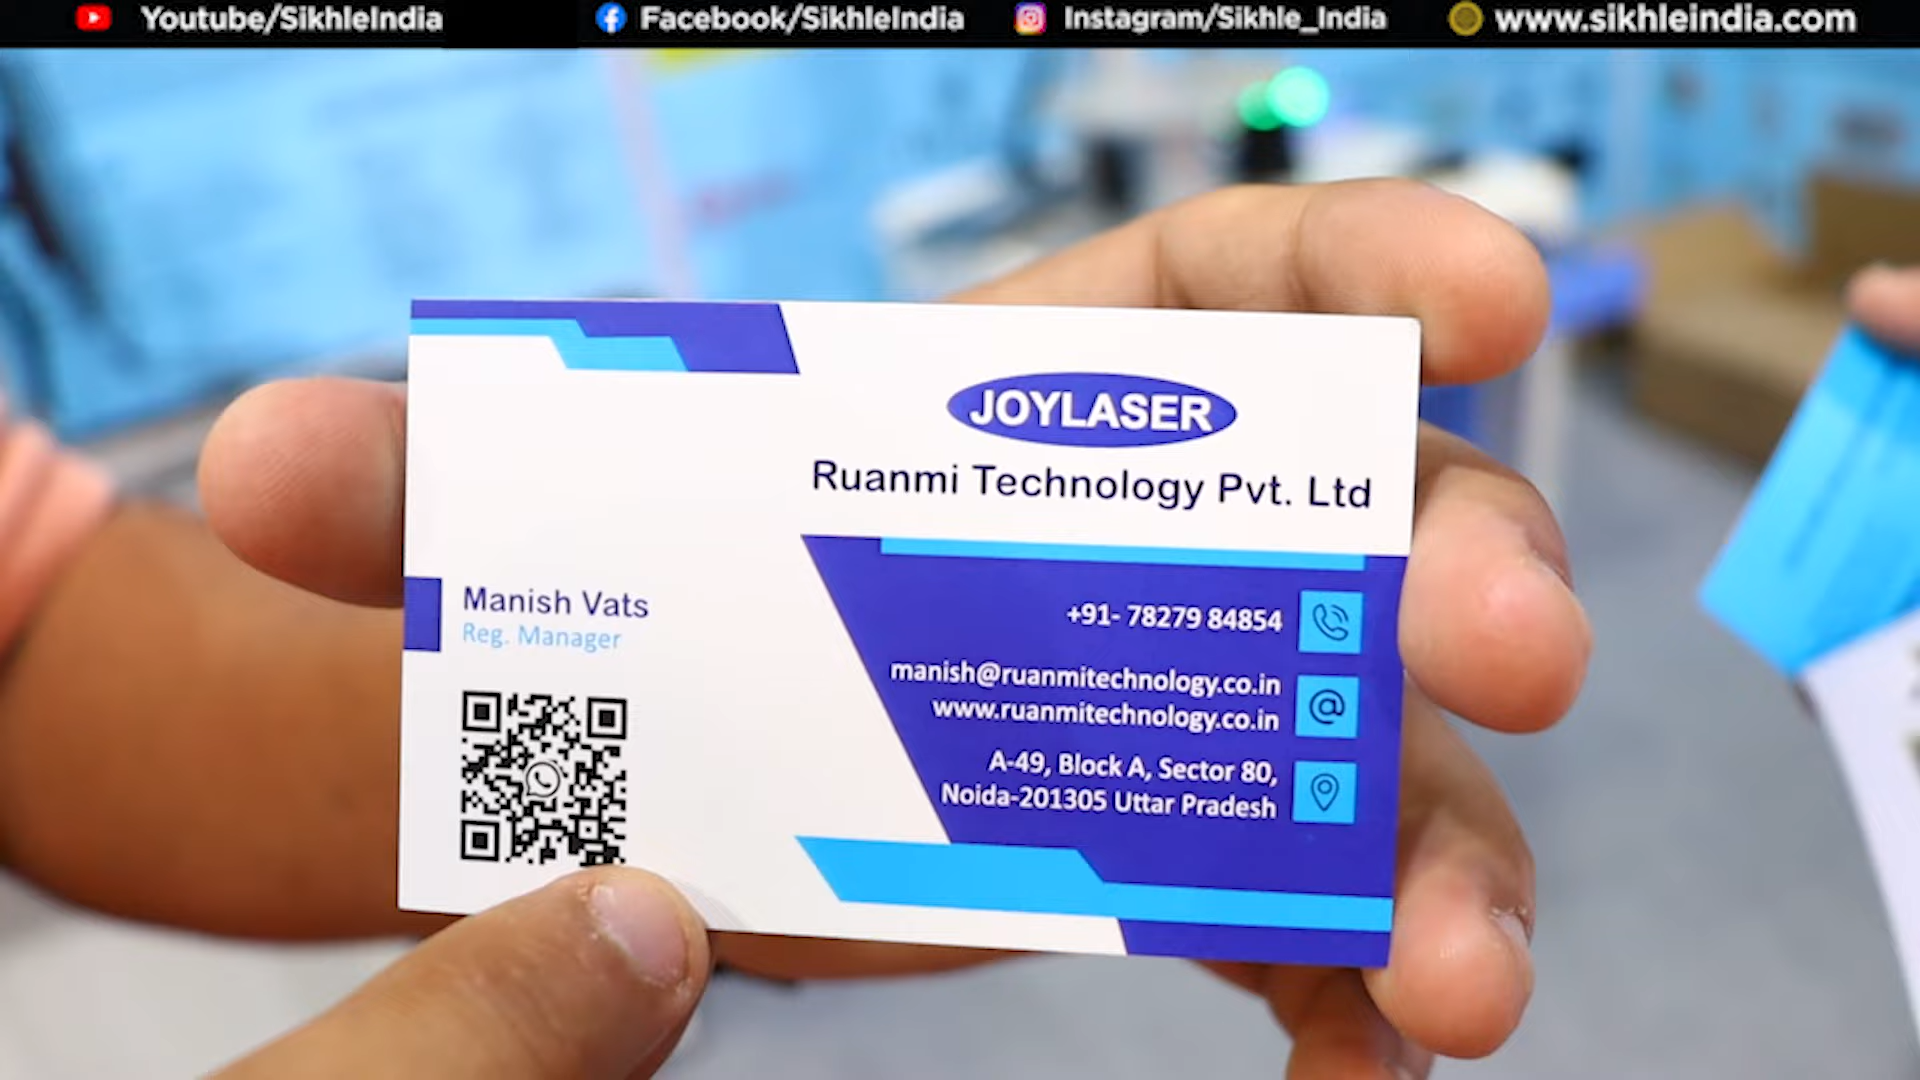 Youtube/SikhleIndia
Facebook/SikhleIndia
Instagram/Sikhle_India
www.sikhleindia.com
JOYLASER
Ruanmi Technology Pvt. Ltd
Manish Vats
Reg. Manager
+91- 78279 84854
manish@ruanmitechnology.co.in
www.ruanmitechnology.co.in
A-49, Block A, Sector 80,
Noida-201305 Uttar Pradesh